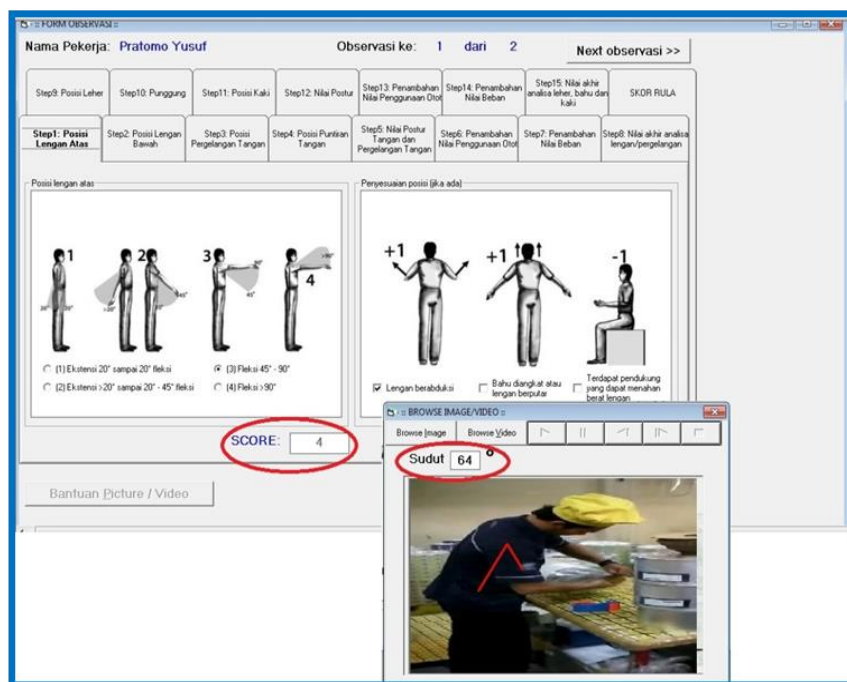 :: FORM OBSERVASI ::
Nama Pekerja: Pratomo Yusuf
Observasi ke: 1 dari 2
Next observasi >>
Step9: Posisi Leher
Step10: Punggung
Step11: Posisi Kaki
Step12: Nilai Postur
Step13: Penambahan
Nilai Penggunaan Otot
Step14: Penambahan
Nilai Beban
Step15: Nilai akhir
analisa leher, bahu dan
kaki
SKOR RULA
Step1: Posisi
Lengan Atas
Step2: Posisi Lengan
Bawah
Step3: Posisi
Pergelangan Tangan
Step4: Posisi Puntiran
Tangan
Step5: Nilai Postur
Tangan dan
Pergelangan Tangan
Step6: Penambahan
Nilai Penggunaan Otot
Step7: Penambahan
Nilai Beban
Step8: Nilai akhir analisa
lengan/pergelangan
Posisi lengan atas
1
2
3
4
20°
45°
90°
45°
>90°
(1) Ekstensi 20° sampai 20° fleksi
(3) Fleksi 45° - 90°
(2) Ekstensi >20° sampai 20° - 45° fleksi
(4) Fleksi >90°
Penyesuaian posisi (jika ada)
+1
+1
-1
Lengan berabduksi
Bahu diangkat atau
lengan berputar
Terdapat pendukung
yang dapat menahan
berat lengan
SCORE: 4
Bantuan Picture / Video
:: BROWSE IMAGE/VIDEO ::
Browse Image
Browse Video
Sudut 64 °